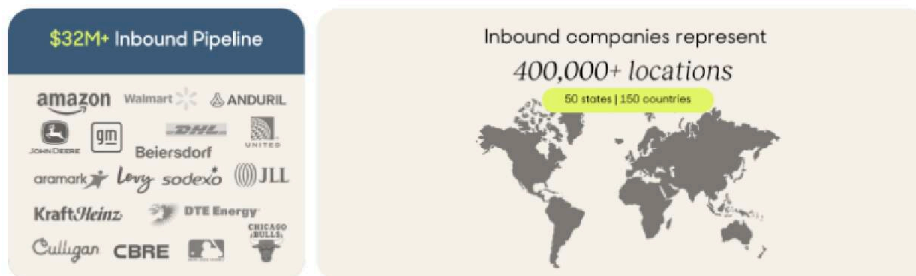 $32M+ Inbound Pipeline
amazon Walmart ANDURIL
JOHN DEERE gm DHL UNITED
Beiersdorf
aramark Levy sodexo JLL
KraftHeinz DTE Energy
Culligan CBRE CHICAGO BULLS
Inbound companies represent
400,000+ locations
50 states | 150 countries